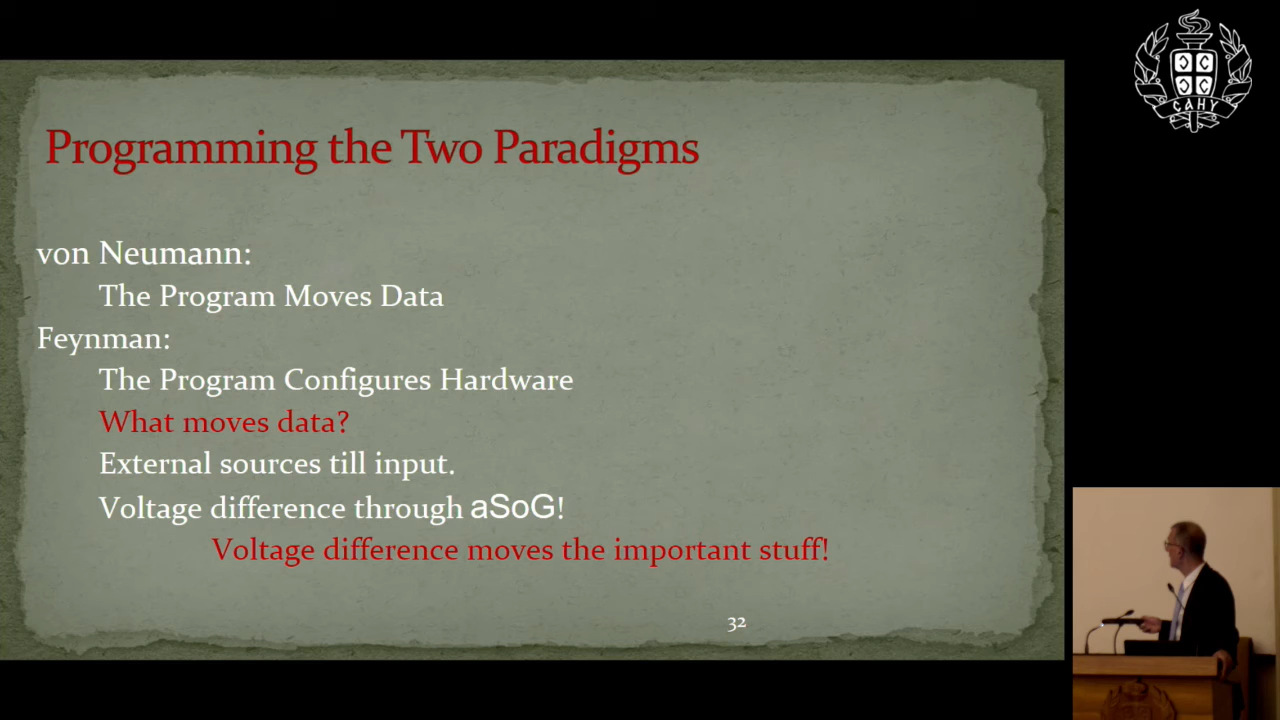 Programming the Two Paradigms
von Neumann:
The Program Moves Data
Feynman:
The Program Configures Hardware
What moves data?
External sources till input.
Voltage difference through aSoG!
Voltage difference moves the important stuff!
32
САНУ